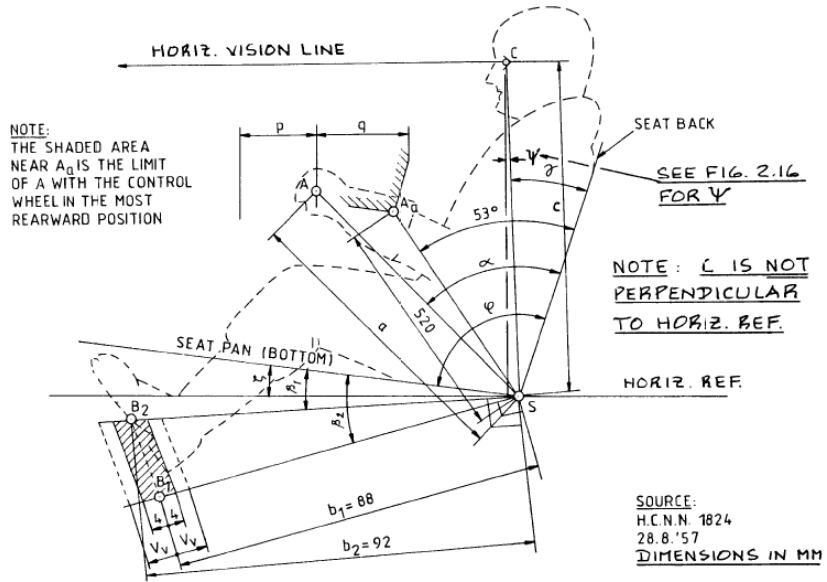 HORIZ. VISION LINE
C
NOTE:
THE SHADED AREA
NEAR Aa IS THE LIMIT
OF A WITH THE CONTROL
WHEEL IN THE MOST
REARWARD POSITION
p
q
SEAT BACK
ψ
γ
SEE FIG. 2.16
FOR ψ
A
Aa
53°
c
α
φ
NOTE: C IS NOT
PERPENDICULAR
TO HORIZ. REF.
a
520
SEAT PAN (BOTTOM)
ξ
β1
β2
HORIZ. REF.
S
B2
B1
4
4
Vv
Vv
b1=88
b2=92
SOURCE:
H.C.N.N. 1824
28.8.'57
DIMENSIONS IN MM